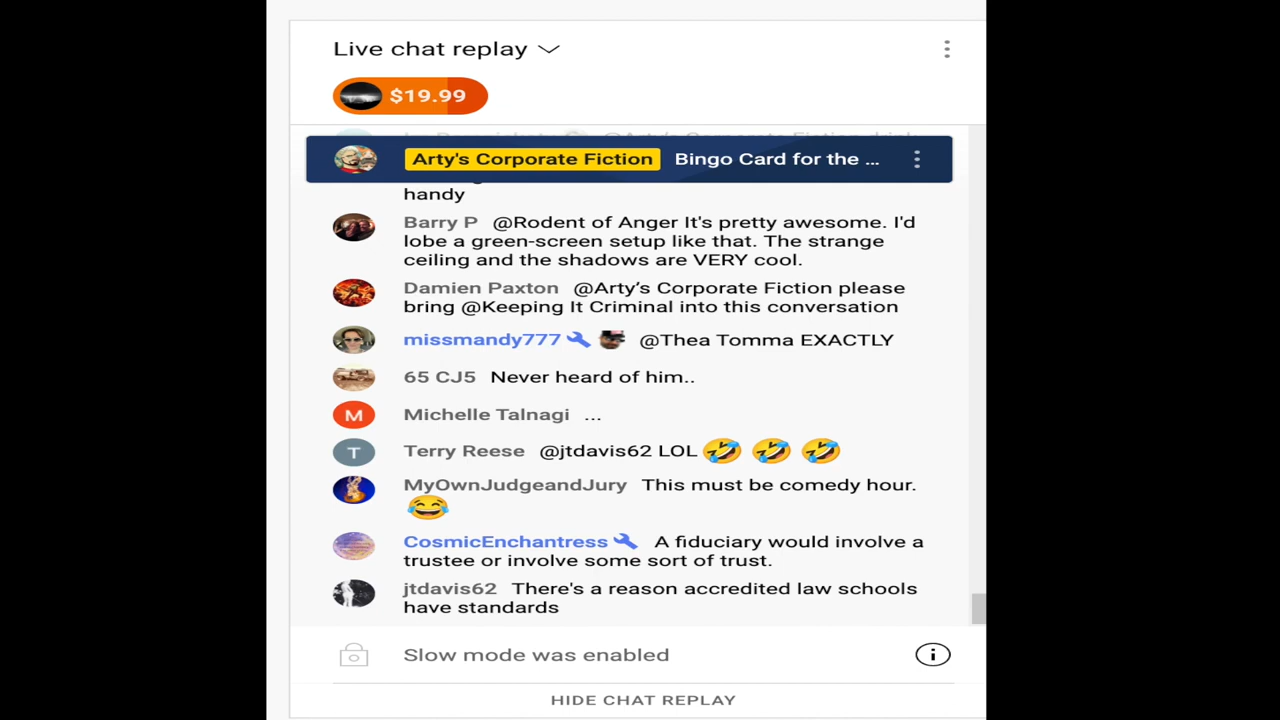 Live chat replay
$19.99
Arty's Corporate Fiction Bingo Card for the ...
handy
Barry P @Rodent of Anger It's pretty awesome. I'd
lobe a green-screen setup like that. The strange
ceiling and the shadows are VERY cool.
Damien Paxton @Arty's Corporate Fiction please
bring @Keeping It Criminal into this conversation
missmandy777 @Thea Tomma EXACTLY
65 CJ5 Never heard of him..
M Michelle Talnagi ...
T Terry Reese @jtdavis62 LOL 🤣 🤣 🤣
MyOwnJudgeandJury This must be comedy hour.
😂
CosmicEnchantress A fiduciary would involve a
trustee or involve some sort of trust.
jtdavis62 There's a reason accredited law schools
have standards
Slow mode was enabled
HIDE CHAT REPLAY